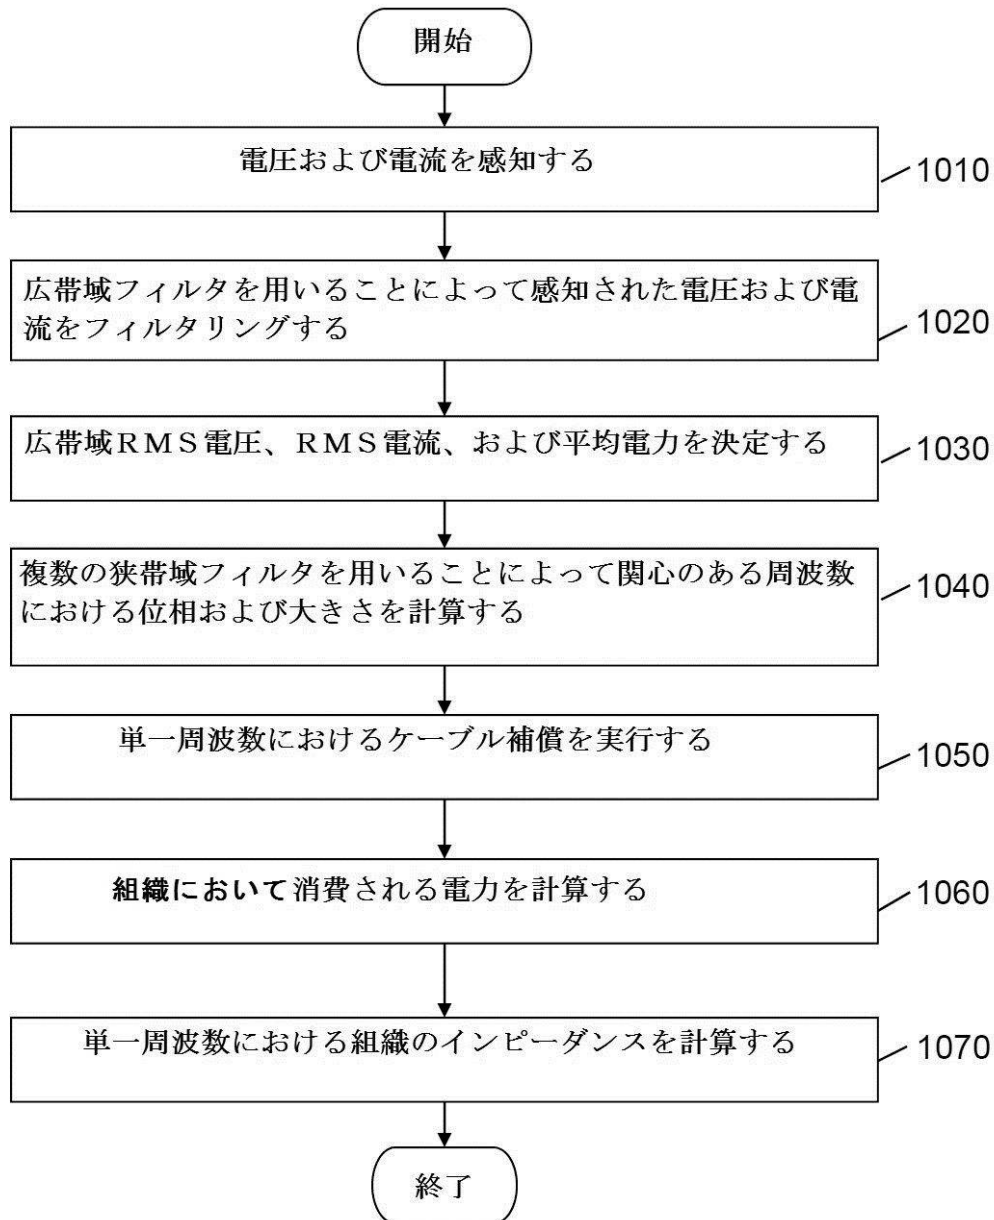 開始
電圧および電流を感知する
1010
広帯域フィルタを用いることによって感知された電圧および電
流をフィルタリングする
1020
広帯域RMS電圧、RMS電流、および平均電力を決定する
1030
複数の狭帯域フィルタを用いることによって関心のある周波数
における位相および大きさを計算する
1040
単一周波数におけるケーブル補償を実行する
1050
組織において消費される電力を計算する
1060
単一周波数における組織のインピーダンスを計算する
1070
終了